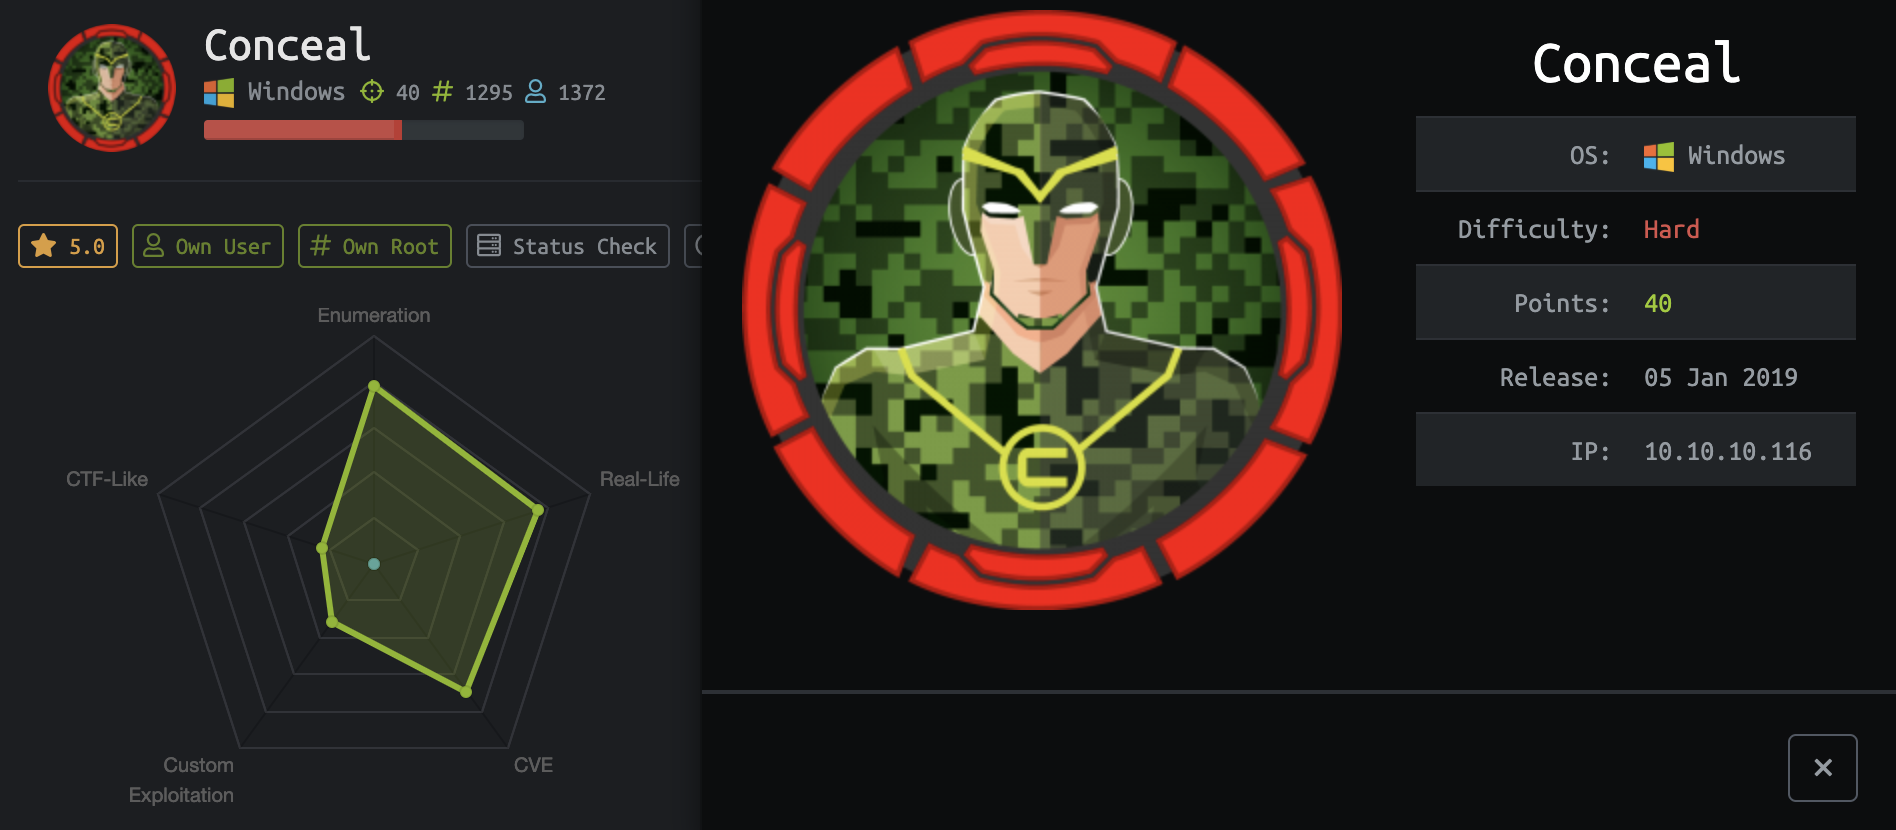 Conceal
Windows 40 # 1295 1372
5.0 Own User # Own Root Status Check
Enumeration
CTF-Like
Real-Life
Custom
Exploitation
CVE
Conceal
OS: Windows
Difficulty: Hard
Points: 40
Release: 05 Jan 2019
IP: 10.10.10.116